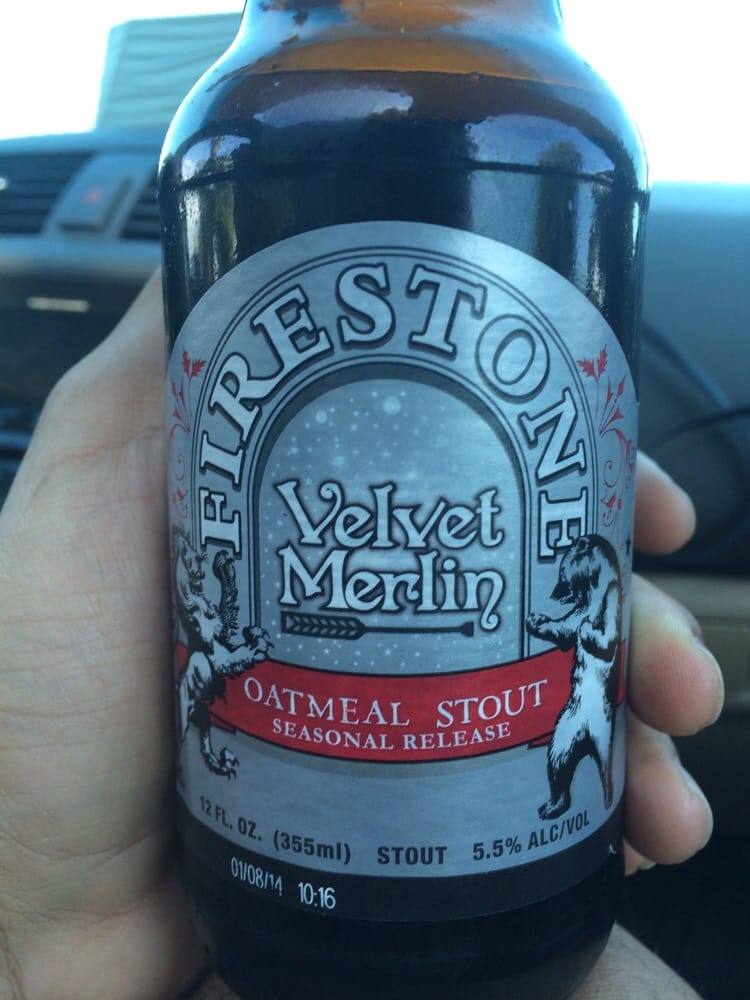 FIRESTONE
Velvet
Merlin
OATMEAL STOUT
SEASONAL RELEASE
12 FL. OZ. (355ml) STOUT 5.5% ALC/VOL
01/08/14 10:16